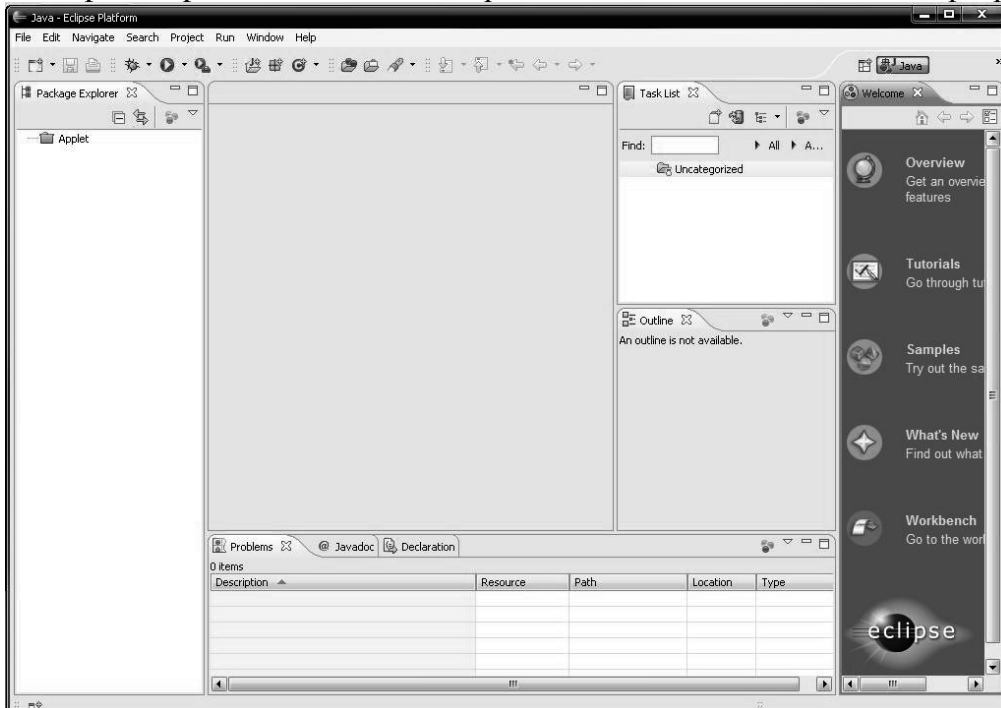 Java - Eclipse Platform
File Edit Navigate Search Project Run Window Help
Java
Package Explorer
Applet
Task List
Find:
All
A...
Uncategorized
Outline
An outline is not available.
Welcome
Overview
Get an overvie
features
Tutorials
Go through tu
Samples
Try out the sa
What's New
Find out what
Workbench
Go to the worl
eclipse
Problems @ Javadoc Declaration
0 items
Description Resource Path Location Type